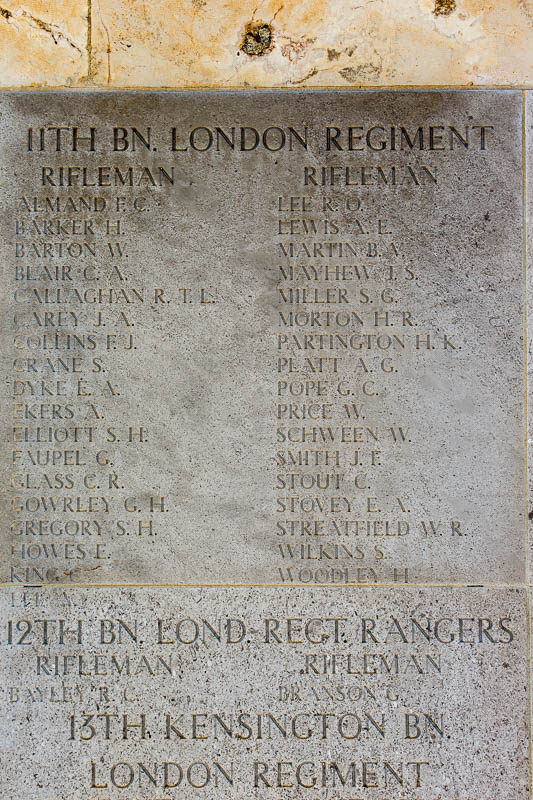 11TH BN. LONDON REGIMENT
RIFLEMAN
ALMAND F. C.
BARKER H.
BARTON W.
BLAIR C. A.
CALLAGHAN R. T. L.
CAREY J. A.
COLLINS F. J.
CRANE S.
DYKE E. A.
EKERS A.
ELLIOTT S. H.
FAUPEL G.
GLASS C. R.
GOWRLEY G. H.
GREGORY S. H.
HOWES E.
KING C.
RIFLEMAN
LEE R. O.
LEWIS A. E.
MARTIN B. A.
MAYHEW J. S.
MILLER S. G.
MORTON H. R.
PARTINGTON H. K.
PLATT A. G.
POPE G. C.
PRICE W.
SCHWEEN W.
SMITH J. F.
STOUT C.
STOVEY E. A.
STREATFIELD W. R.
WILKINS S.
WOODLEY H.
12TH BN. LOND. REGT. RANGERS
RIFLEMAN
BAYLEY R. C.
RIFLEMAN
BRANSON G.
13TH. KENSINGTON BN.
LONDON REGIMENT